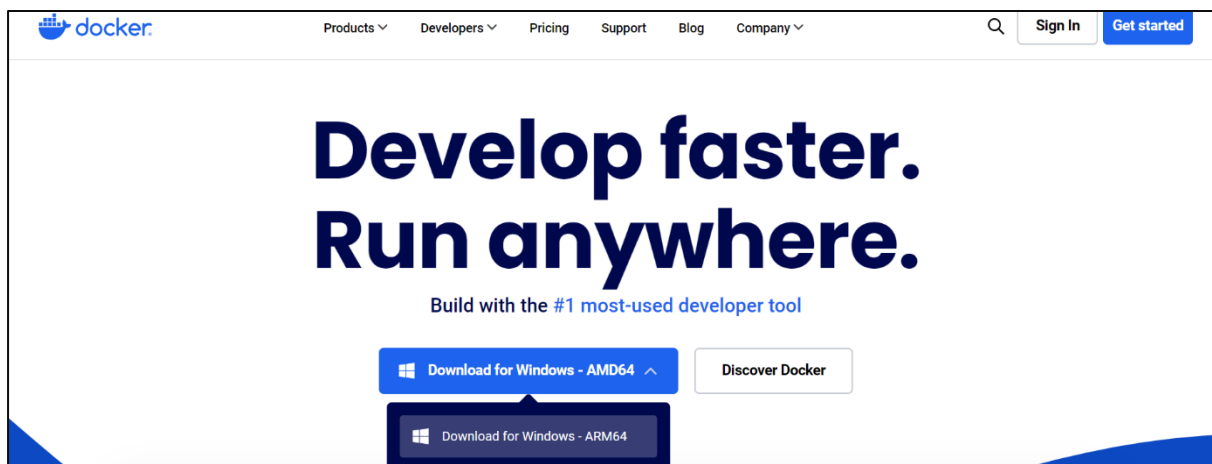 docker
Products Developers Pricing Support Blog Company Sign In Get started
Develop faster.
Run anywhere.
Build with the #1 most-used developer tool
Download for Windows - AMD64 Discover Docker
Download for Windows - ARM64